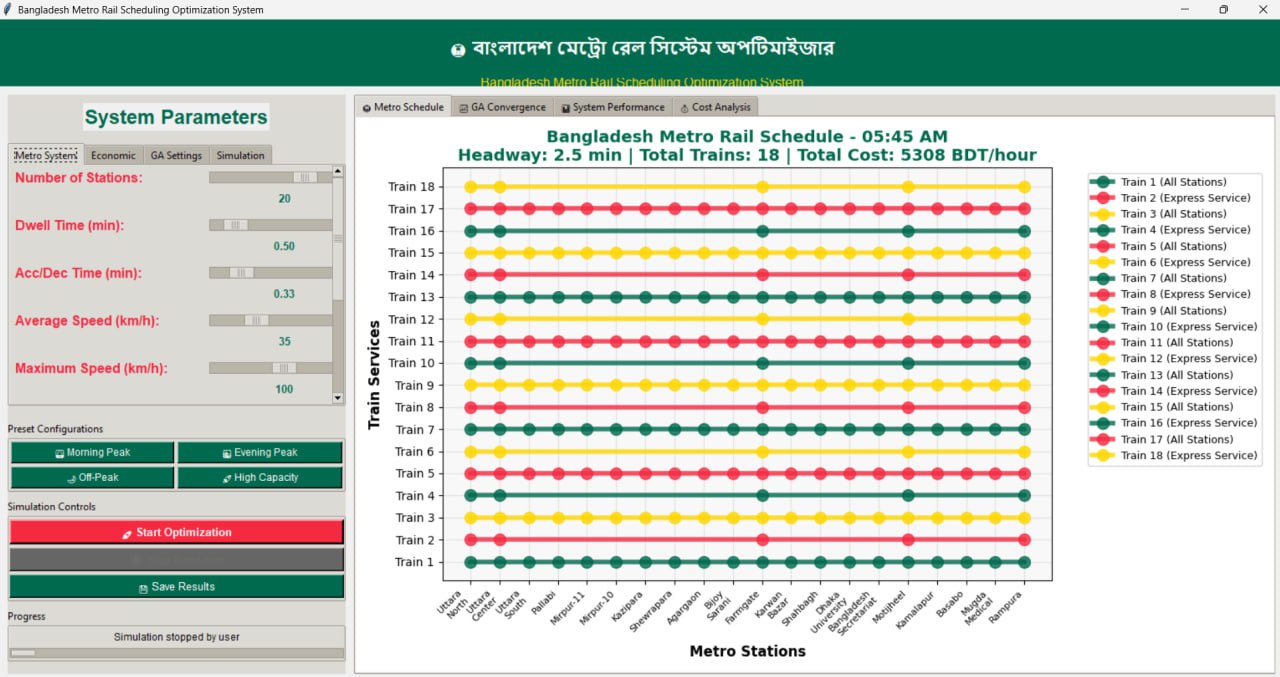 Bangladesh Metro Rail Scheduling Optimization System
বাংলাদেশ মেট্রো রেল সিস্টেম অপটিমাইজার
Bangladesh Metro Rail Scheduling Optimization System
System Parameters
Metro System
Economic
GA Settings
Simulation
Number of Stations:
20
Dwell Time (min):
0.50
Acc/Dec Time (min):
0.33
Average Speed (km/h):
35
Maximum Speed (km/h):
100
Preset Configurations
Morning Peak
Evening Peak
Off-Peak
High Capacity
Simulation Controls
Start Optimization
Save Results
Progress
Simulation stopped by user
Metro Schedule
GA Convergence
System Performance
Cost Analysis
Bangladesh Metro Rail Schedule - 05:45 AM
Headway: 2.5 min | Total Trains: 18 | Total Cost: 5308 BDT/hour
Train Services
Train 18
Train 17
Train 16
Train 15
Train 14
Train 13
Train 12
Train 11
Train 10
Train 9
Train 8
Train 7
Train 6
Train 5
Train 4
Train 3
Train 2
Train 1
Uttara
North
Uttara
Center
Uttara
South
Pallabi
Mirpur-11
Mirpur-10
Kazipara
Shewrapara
Agargaon
Bijoy
Sarani
Farmgate
Karwan
Bazar
Shahbagh
Dhaka
University
Bangladesh
Secretariat
Motijheel
Kamalapur
Basabo
Mugda
Medical
Rampura
Metro Stations
Train 1 (All Stations)
Train 2 (Express Service)
Train 3 (All Stations)
Train 4 (Express Service)
Train 5 (All Stations)
Train 6 (Express Service)
Train 7 (All Stations)
Train 8 (Express Service)
Train 9 (All Stations)
Train 10 (Express Service)
Train 11 (All Stations)
Train 12 (Express Service)
Train 13 (All Stations)
Train 14 (Express Service)
Train 15 (All Stations)
Train 16 (Express Service)
Train 17 (All Stations)
Train 18 (Express Service)